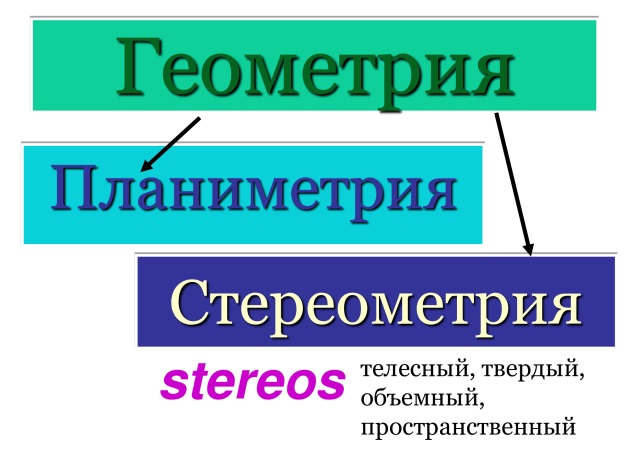 Геометрия
Планиметрия
Стереометрия
stereos
телесный, твердый,
объемный,
пространственный